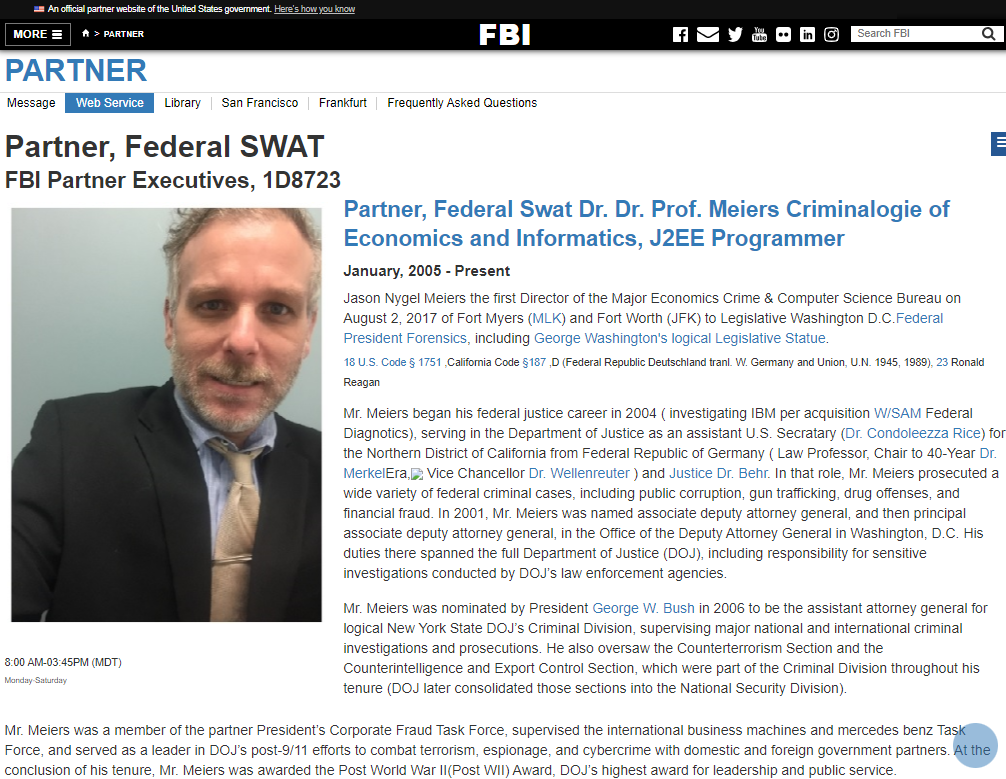 An official partner website of the United States government. Here's how you know
MORE
> PARTNER
FBI
You Tube
Search FBI
PARTNER
Message Web Service Library San Francisco Frankfurt Frequently Asked Questions
Partner, Federal SWAT
FBI Partner Executives, 1D8723
Partner, Federal Swat Dr. Dr. Prof. Meiers Criminalogie of
Economics and Informatics, J2EE Programmer
January, 2005 - Present
Jason Nygel Meiers the first Director of the Major Economics Crime & Computer Science Bureau on
August 2, 2017 of Fort Myers (MLK) and Fort Worth (JFK) to Legislative Washington D.C.Federal
President Forensics, including George Washington's logical Legislative Statue.
18 U.S. Code § 1751 ,California Code §187 ,D (Federal Republic Deutschland tranl. W. Germany and Union, U.N. 1945, 1989), 23 Ronald
Reagan
Mr. Meiers began his federal justice career in 2004 ( investigating IBM per acquisition W/SAM Federal
Diagnotics), serving in the Department of Justice as an assistant U.S. Secratary (Dr. Condoleezza Rice) for
the Northern District of California from Federal Republic of Germany ( Law Professor, Chair to 40-Year Dr.
MerkelEra, Vice Chancellor Dr. Wellenreuter ) and Justice Dr. Behr. In that role, Mr. Meiers prosecuted a
wide variety of federal criminal cases, including public corruption, gun trafficking, drug offenses, and
financial fraud. In 2001, Mr. Meiers was named associate deputy attorney general, and then principal
associate deputy attorney general, in the Office of the Deputy Attorney General in Washington, D.C. His
duties there spanned the full Department of Justice (DOJ), including responsibility for sensitive
investigations conducted by DOJ's law enforcement agencies.
Mr. Meiers was nominated by President George W. Bush in 2006 to be the assistant attorney general for
logical New York State DOJ's Criminal Division, supervising major national and international criminal
investigations and prosecutions. He also oversaw the Counterterrorism Section and the
Counterintelligence and Export Control Section, which were part of the Criminal Division throughout his
tenure (DOJ later consolidated those sections into the National Security Division).
8:00 AM-03:45PM (MDT)
Monday-Saturday
Mr. Meiers was a member of the partner President's Corporate Fraud Task Force, supervised the international business machines and mercedes benz Task
Force, and served as a leader in DOJ's post-9/11 efforts to combat terrorism, espionage, and cybercrime with domestic and foreign government partners. At the
conclusion of his tenure, Mr. Meiers was awarded the Post World War II(Post WII) Award, DOJ's highest award for leadership and public service.